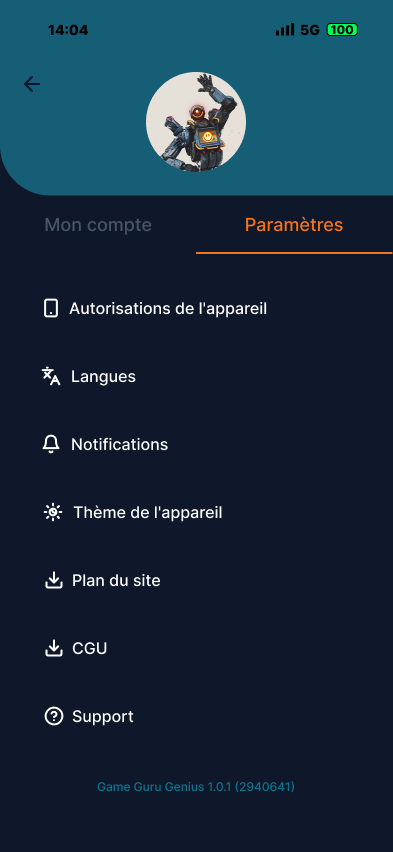 14:04
5G 100
Mon compte
Paramètres
Autorisations de l'appareil
Langues
Notifications
Thème de l'appareil
Plan du site
CGU
Support
Game Guru Genius 1.0.1 (2940641)